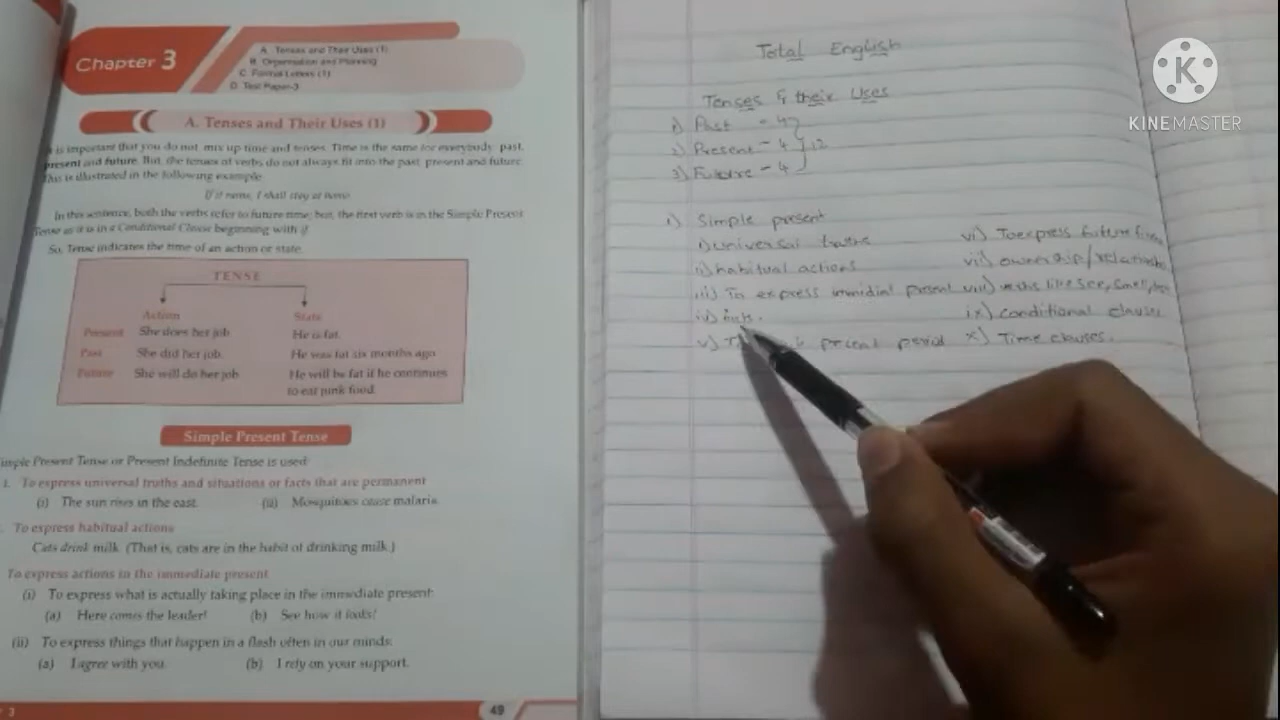 Chapter 3
A. Tenses and Their Uses (1)
B. Organisation and Planning
C. Formal Letters (1)
D. Test Paper-3
A. Tenses and Their Uses (1)
It is important that you do not mix up time and tenses. Time is the same for everybody: past,
present and future. But, the tenses of verbs do not always fit into the past, present and future.
This is illustrated in the following example
If it rains, I shall stay at home.
In this sentence, both the verbs refer to future time; but, the first verb is in the Simple Present
Tense as it is in a Conditional Clause beginning with if.
So, Tense indicates the time of an action or state.
TENSE
Action State
Present She does her job. He is fat.
Past She did her job. He was fat six months ago
Future She will do her job. He will be fat if he continues
to eat junk food.
Simple Present Tense
imple Present Tense or Present Indefinite Tense is used:
1. To express universal truths and situations or facts that are permanent
(i) The sun rises in the east. (ii) Mosquitoes cause malaria.
To express habitual actions
Cats drink milk. (That is, cats are in the habit of drinking milk.)
To express actions in the immediate present
(i) To express what is actually taking place in the immediate present:
(a) Here comes the leader! (b) See how it looks!
(ii) To express things that happen in a flash often in our minds:
(a) I agree with you. (b) I rely on your support.
3
49
Total English
Tenses & their Uses
1) Past - 4
2) Present - 4 12
3) Future - 4
1) Simple present
i) universal truths
ii) habitual actions
iii) To express immidial present
iv) facts.
v) present period
vi) To express future
vii) ownership/
viii) verbs like see, smell,
ix) conditional clauses
x) Time clauses.
KINEMASTER